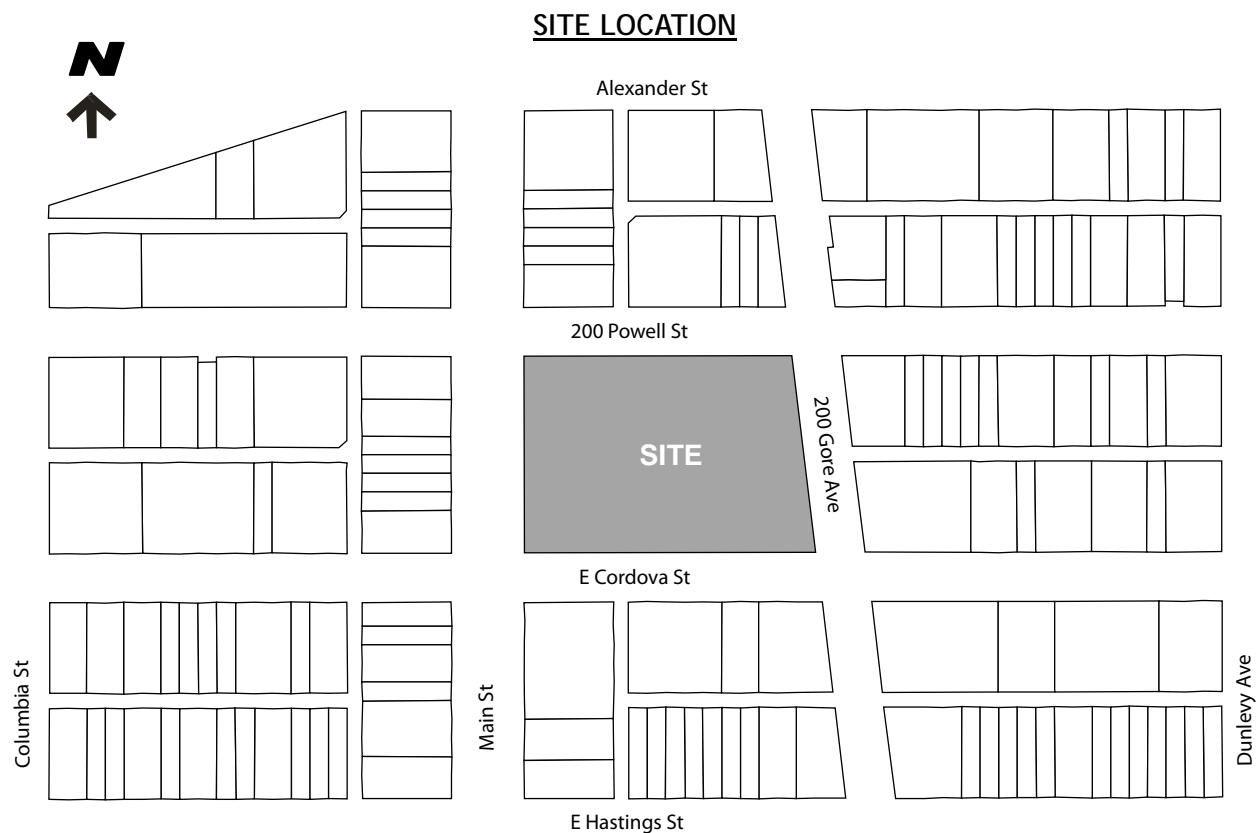 SITE LOCATION
N
Alexander St
200 Powell St
200 Gore Ave
SITE
E Cordova St
Columbia St
Main St
Dunlevy Ave
E Hastings St